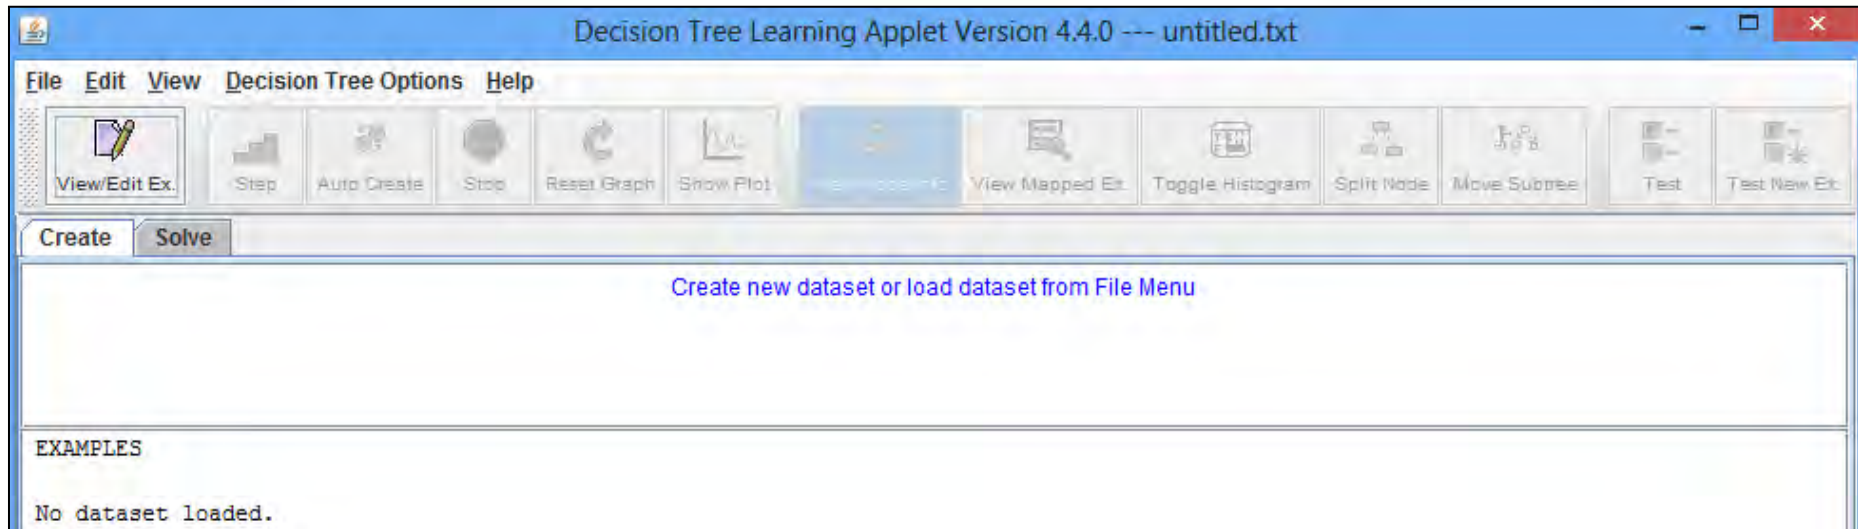 Decision Tree Learning Applet Version 4.4.0 --- untitled.txt
File Edit View Decision Tree Options Help
View/Edit Ex. Step Auto Create Stop Reset Graph Show Plot View Mapped Ex. Toggle Histogram Split Node Move Subtree Test Test New Ex.
Create Solve
Create new dataset or load dataset from File Menu
EXAMPLES
No dataset loaded.